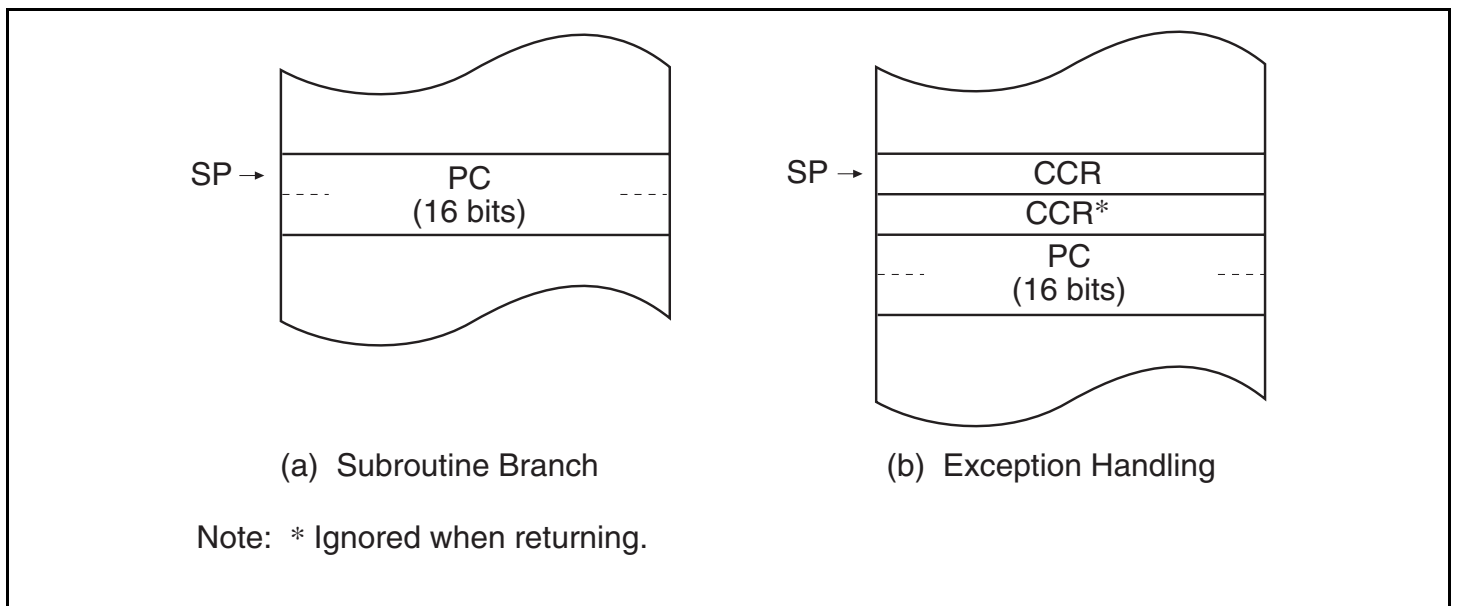 SP → PC
(16 bits)
(a) Subroutine Branch
SP → CCR
CCR*
PC
(16 bits)
(b) Exception Handling
Note: * Ignored when returning.